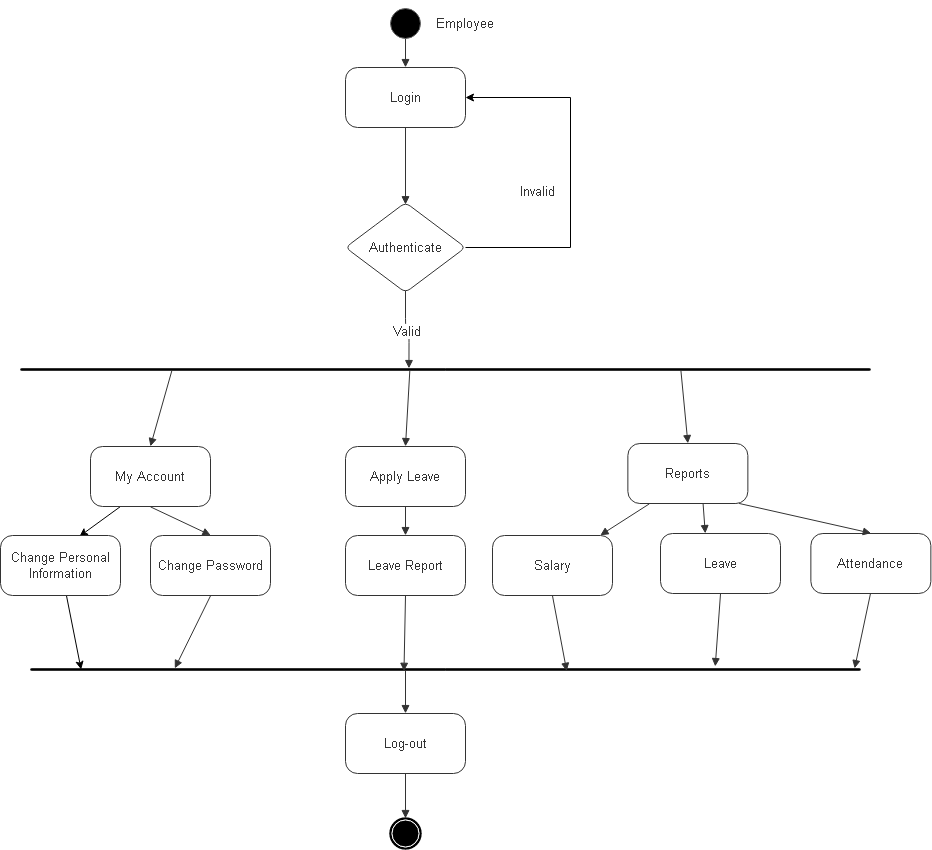 Employee
Login
Invalid
Authenticate
Valid
My Account
Apply Leave
Reports
Change Personal
Information
Change Password
Leave Report
Salary
Leave
Attendance
Log-out